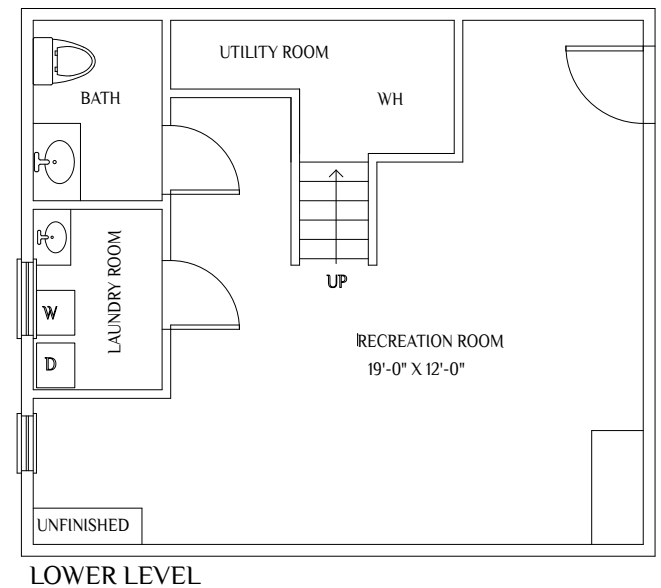 UTILITY ROOM
BATH
WH
LAUNDRY ROOM
UP
W
RECREATION ROOM
19'-0" X 12'-0"
D
UNFINISHED
LOWER LEVEL